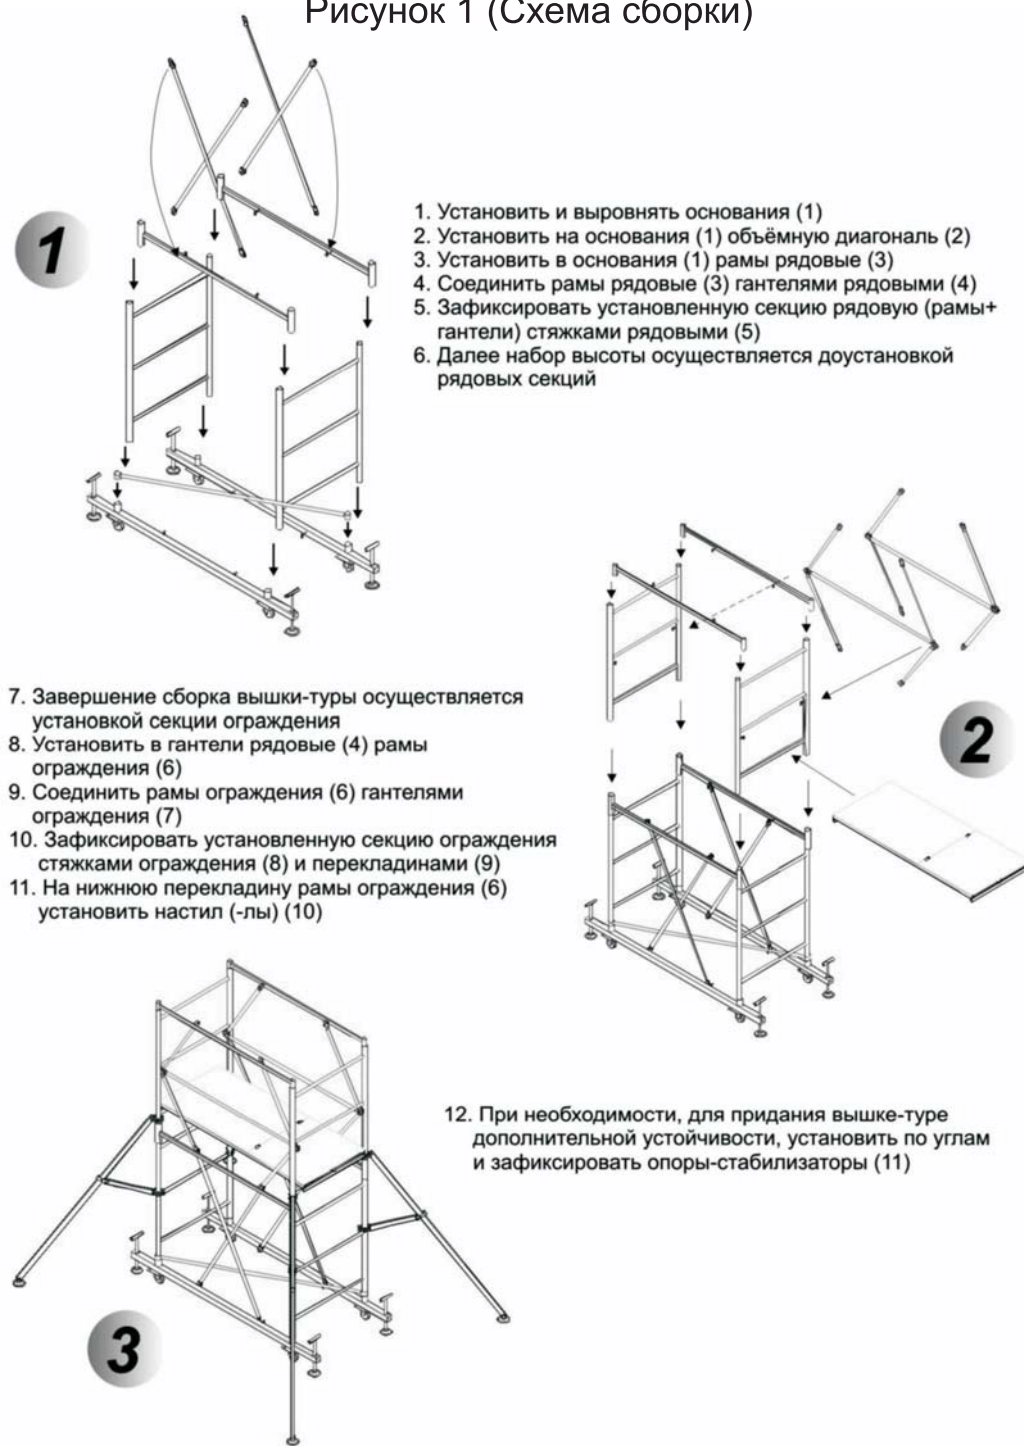 Рисунок 1 (Схема сборки)
1
1. Установить и выровнять основания (1)
2. Установить на основания (1) объёмную диагональ (2)
3. Установить в основания (1) рамы рядовые (3)
4. Соединить рамы рядовые (3) гантелями рядовыми (4)
5. Зафиксировать установленную секцию рядовую (рамы+
гантели) стяжками рядовыми (5)
6. Далее набор высоты осуществляется доустановкой
рядовых секций
7. Завершение сборка вышки-туры осуществляется
установкой секции ограждения
8. Установить в гантели рядовые (4) рамы
ограждения (6)
9. Соединить рамы ограждения (6) гантелями
ограждения (7)
10. Зафиксировать установленную секцию ограждения
стяжками ограждения (8) и перекладинами (9)
11. На нижнюю перекладину рамы ограждения (6)
установить настил (-лы) (10)
2
12. При необходимости, для придания вышке-туре
дополнительной устойчивости, установить по углам
и зафиксировать опоры-стабилизаторы (11)
3